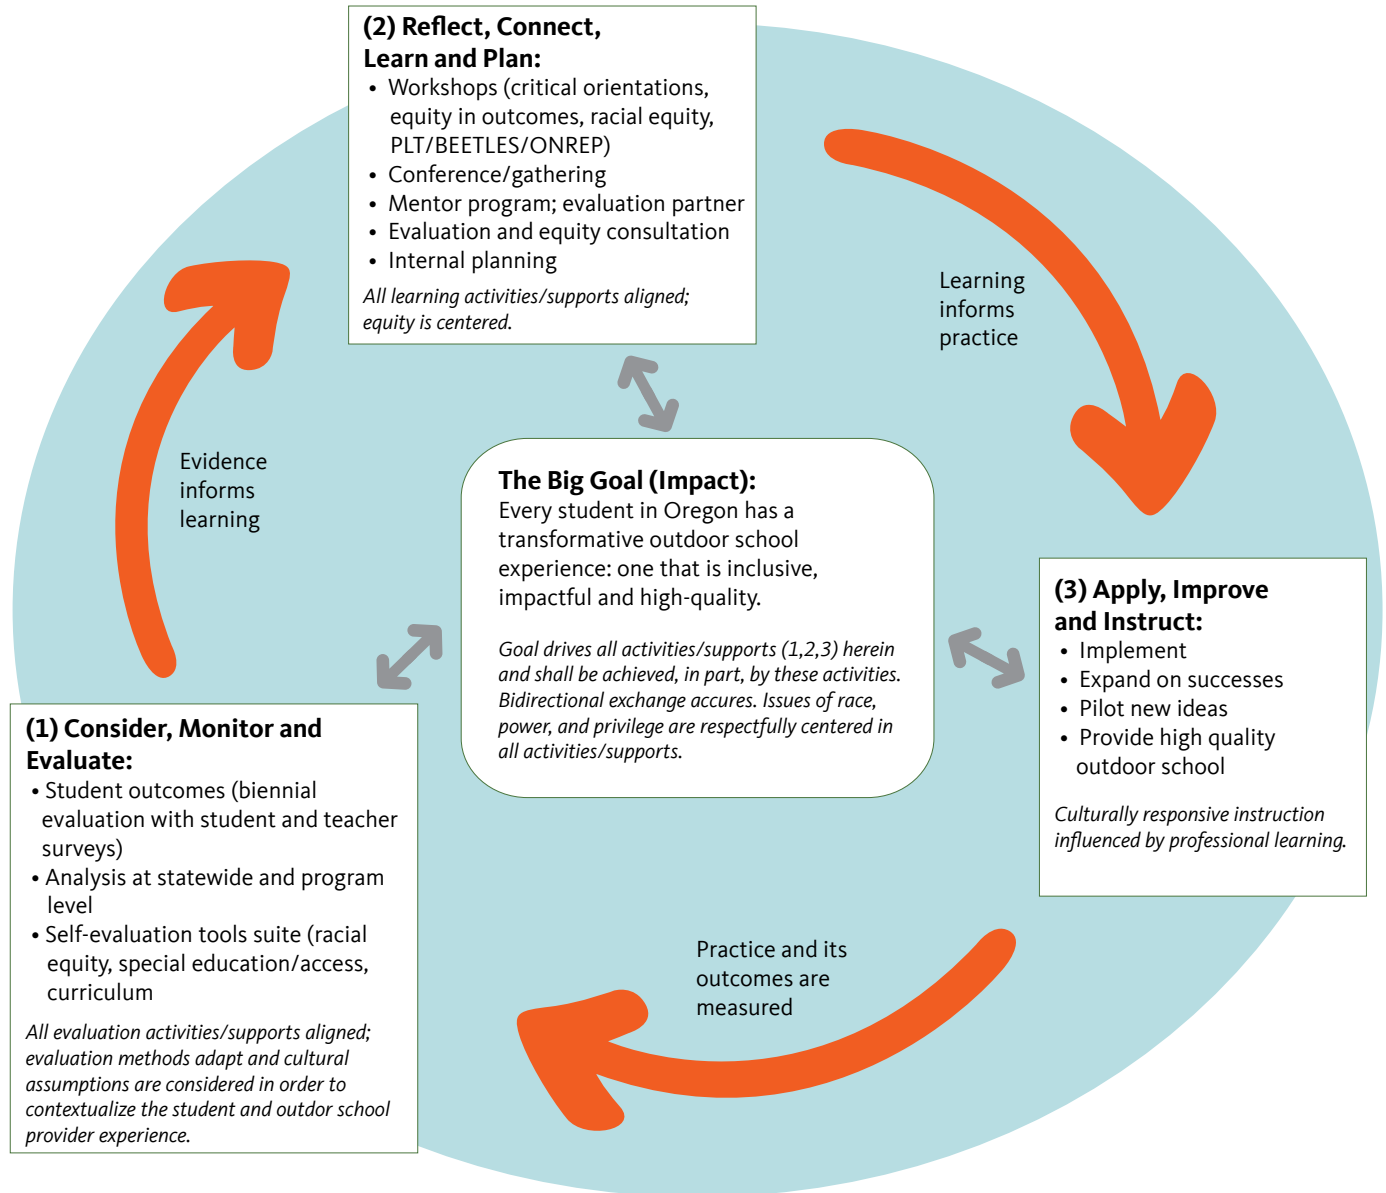 (2) Reflect, Connect,
Learn and Plan:
• Workshops (critical orientations,
equity in outcomes, racial equity,
PLT/BEETLES/ONREP)
• Conference/gathering
• Mentor program; evaluation partner
• Evaluation and equity consultation
• Internal planning
All learning activities/supports aligned;
equity is centered.
Learning
informs
practice
Evidence
informs
learning
The Big Goal (Impact):
Every student in Oregon has a
transformative outdoor school
experience: one that is inclusive,
impactful and high-quality.
Goal drives all activities/supports (1,2,3) herein
and shall be achieved, in part, by these activities.
Bidirectional exchange accures. Issues of race,
power, and privilege are respectfully centered in
all activities/supports.
(3) Apply, Improve
and Instruct:
• Implement
• Expand on successes
• Pilot new ideas
• Provide high quality
outdoor school
Culturally responsive instruction
influenced by professional learning.
(1) Consider, Monitor and
Evaluate:
• Student outcomes (biennial
evaluation with student and teacher
surveys)
• Analysis at statewide and program
level
• Self-evaluation tools suite (racial
equity, special education/access,
curriculum
All evaluation activities/supports aligned;
evaluation methods adapt and cultural
assumptions are considered in order to
contextualize the student and outdor school
provider experience.
Practice and its
outcomes are
measured